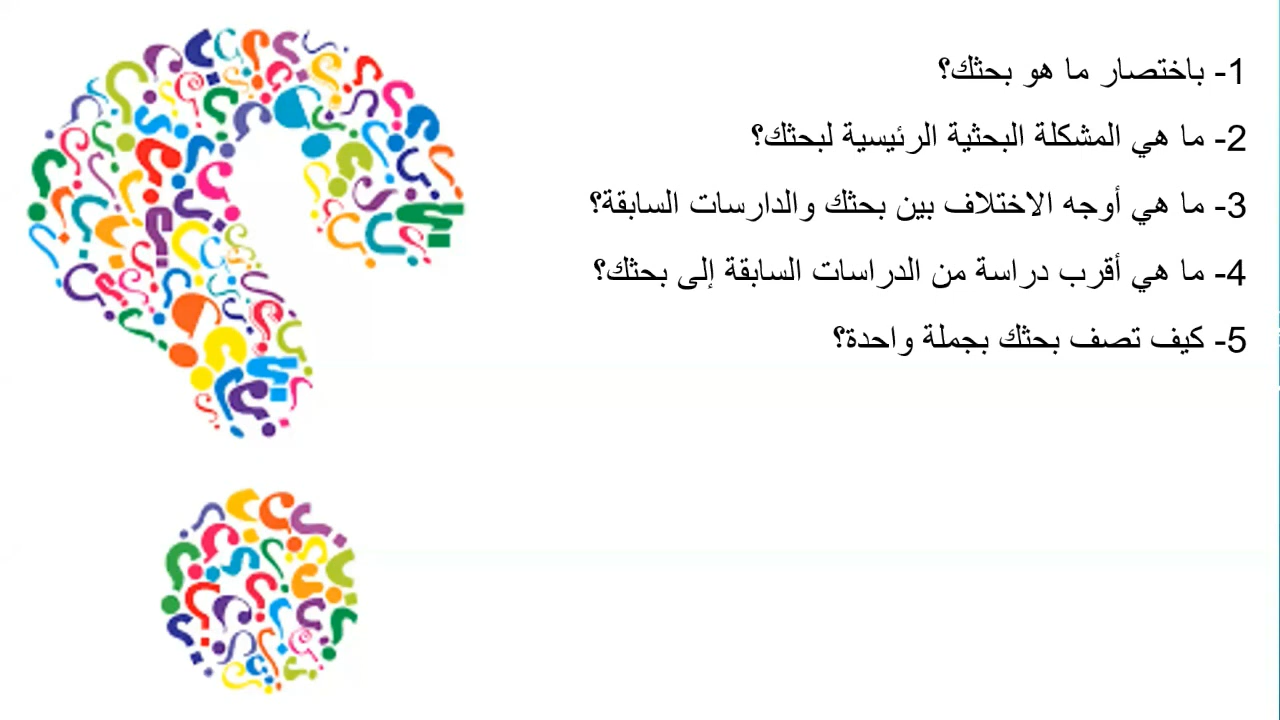 1- باختصار ما هو بحثك؟
2- ما هي المشكلة البحثية الرئيسية لبحثك؟
3- ما هي أوجه الاختلاف بين بحثك والدارسات السابقة؟
4- ما هي أقرب دراسة من الدراسات السابقة إلى بحثك؟
5- كيف تصف بحثك بجملة واحدة؟